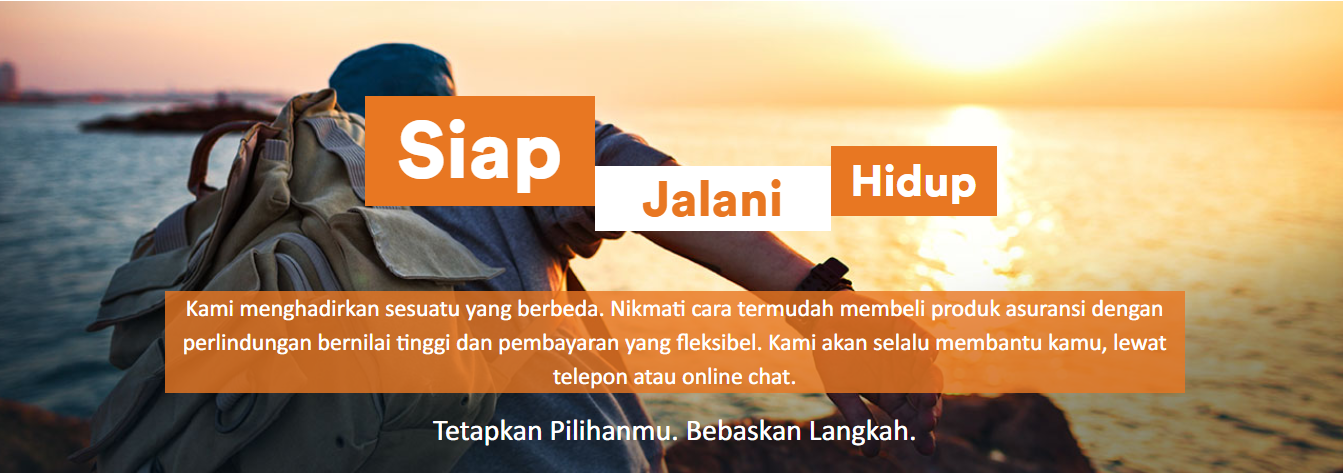 Siap
Jalani
Hidup
Kami menghadirkan sesuatu yang berbeda. Nikmati cara termudah membeli produk asuransi dengan
perlindungan bernilai tinggi dan pembayaran yang fleksibel. Kami akan selalu membantu kamu, lewat
telepon atau online chat.
Tetapkan Pilihanmu. Bebaskan Langkah.